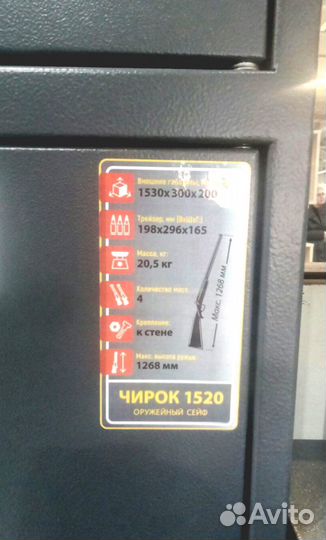 Внешние габариты,
1530x300x200
Трейзер, мм (ВxШxГ):
198x296x165
Масса, кг:
20,5 кг
Количество мест:
4
Крепление:
к стене
Макс. высота ружья:
1268 мм
Макс. 1268 мм
ЧИРОК 1520
ОРУЖЕЙНЫЙ СЕЙФ
Avito